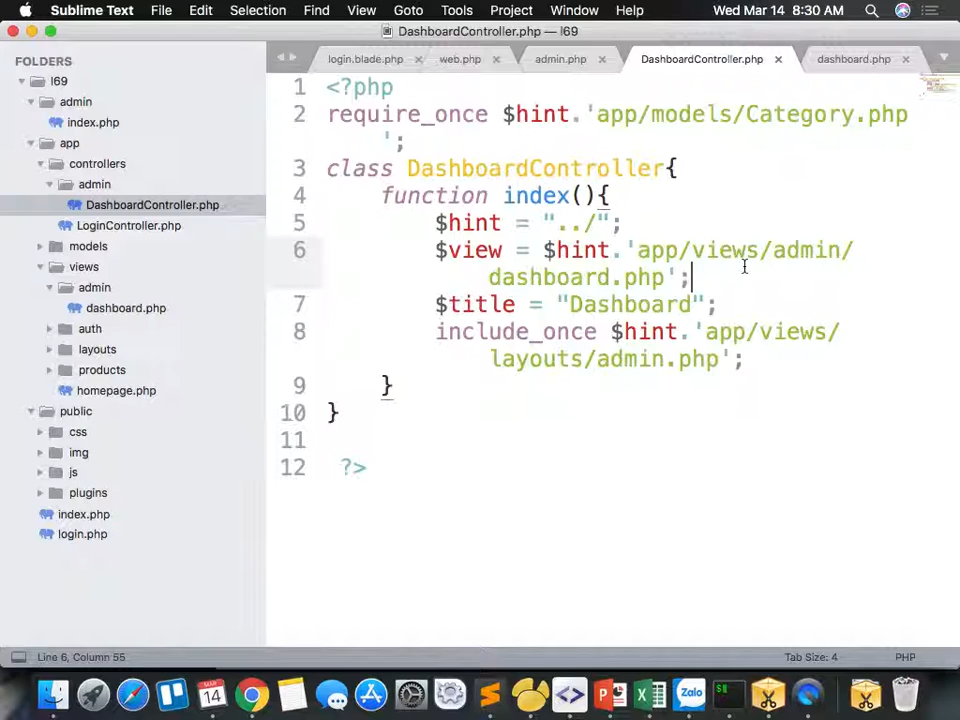 Sublime Text File Edit Selection Find View Goto Tools Project Window Help Wed Mar 14 8:30 AM
DashboardController.php — l69
FOLDERS
l69
admin
index.php
app
controllers
admin
DashboardController.php
LoginController.php
models
views
admin
dashboard.php
auth
layouts
products
homepage.php
public
css
img
js
plugins
index.php
login.php
login.blade.php × web.php × admin.php × DashboardController.php × dashboard.php ×
1 <?php
2 require_once $hint.'app/models/Category.php
';
3 class DashboardController{
4 function index(){
5 $hint = "../";
6 $view = $hint.'app/views/admin/
dashboard.php';
7 $title = "Dashboard";
8 include_once $hint.'app/views/
layouts/admin.php';
9 }
10 }
11
12 ?>
Line 6, Column 55 Tab Size: 4 PHP
14
Zalo